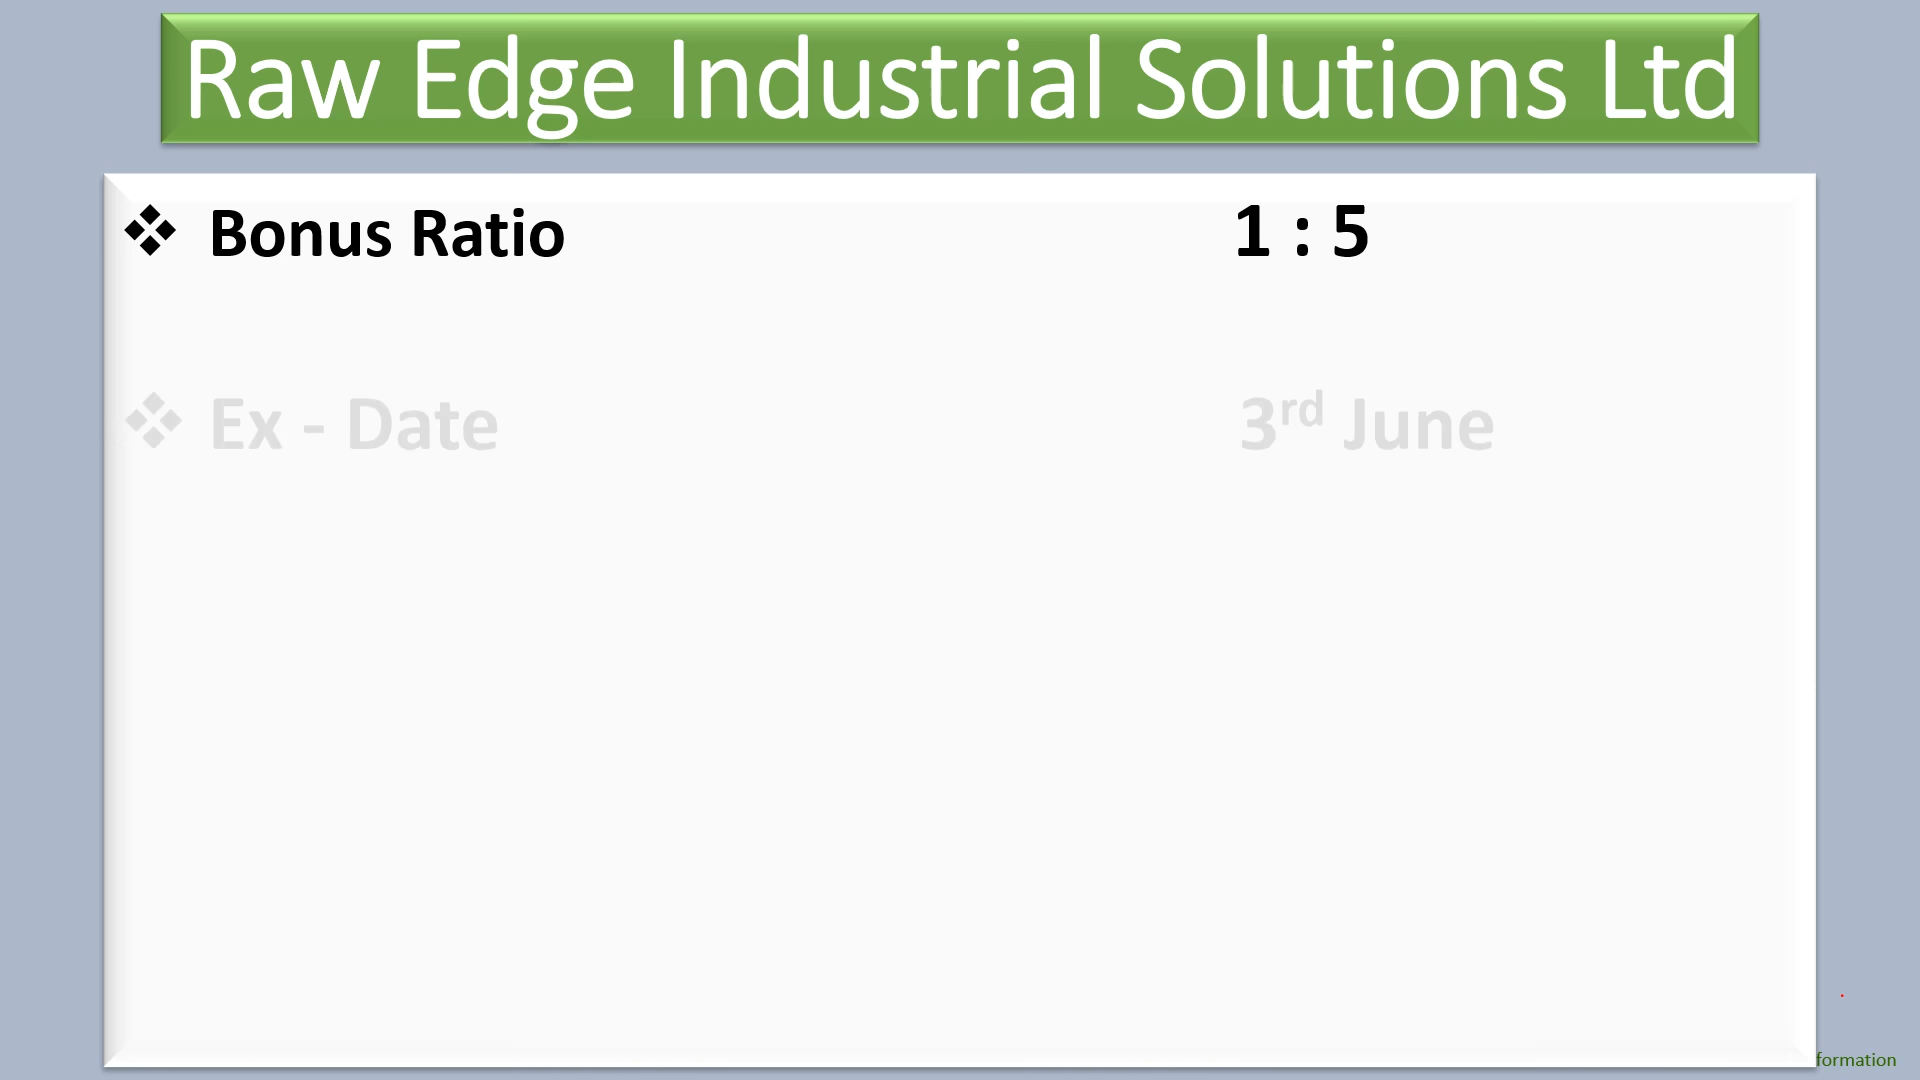 Raw Edge Industrial Solutions Ltd
❖ Bonus Ratio 1 : 5
❖ Ex - Date 3rd June
formation